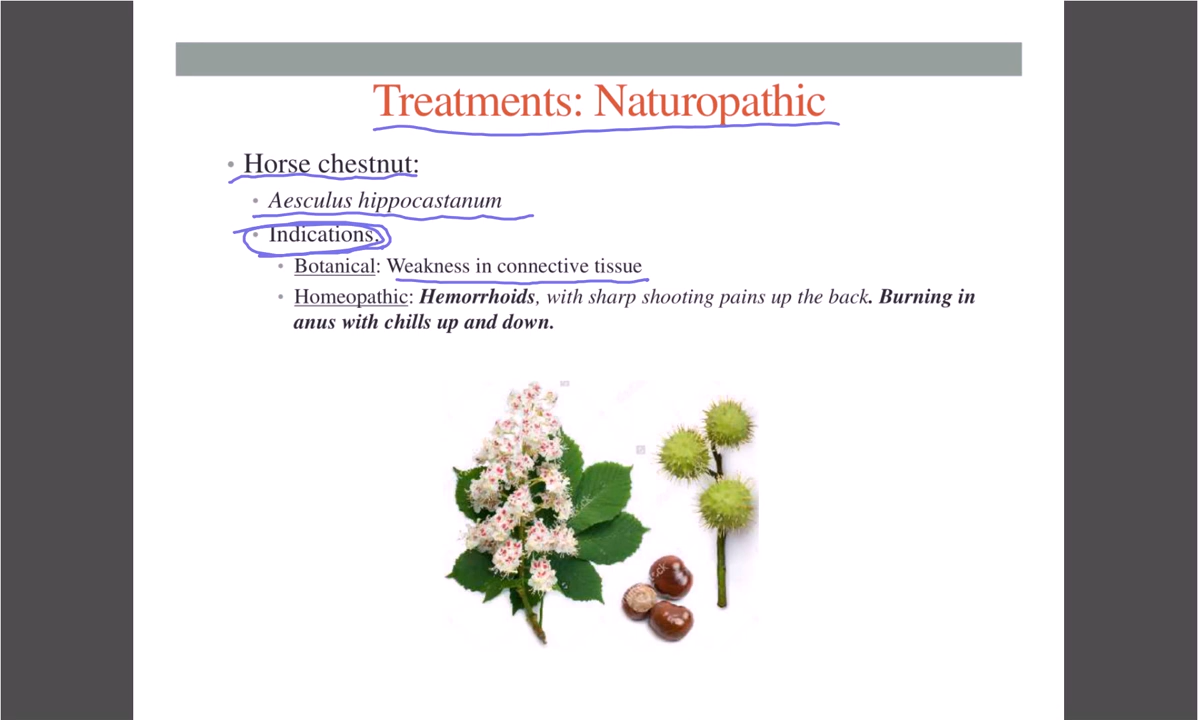 Treatments: Naturopathic
• Horse chestnut:
• Aesculus hippocastanum
• Indications:
• Botanical: Weakness in connective tissue
• Homeopathic: Hemorrhoids, with sharp shooting pains up the back. Burning in
anus with chills up and down.